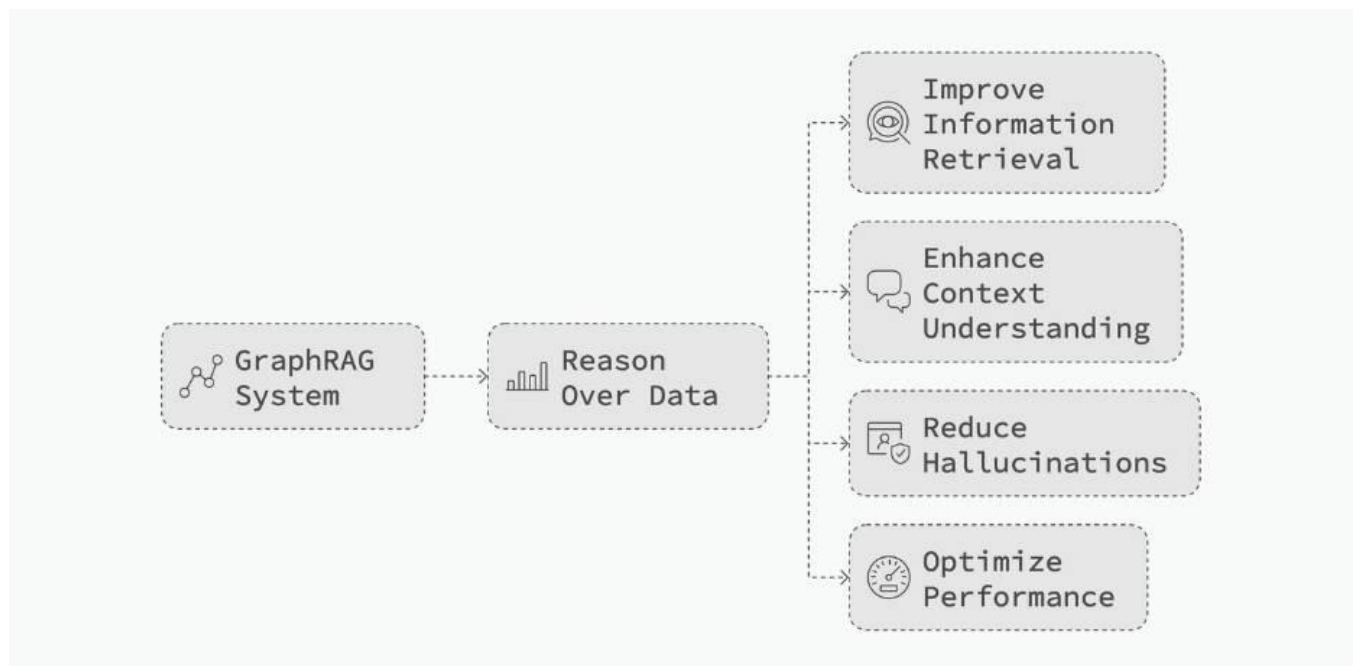 GraphRAG
System
Reason
Over Data
Improve
Information
Retrieval
Enhance
Context
Understanding
Reduce
Hallucinations
Optimize
Performance